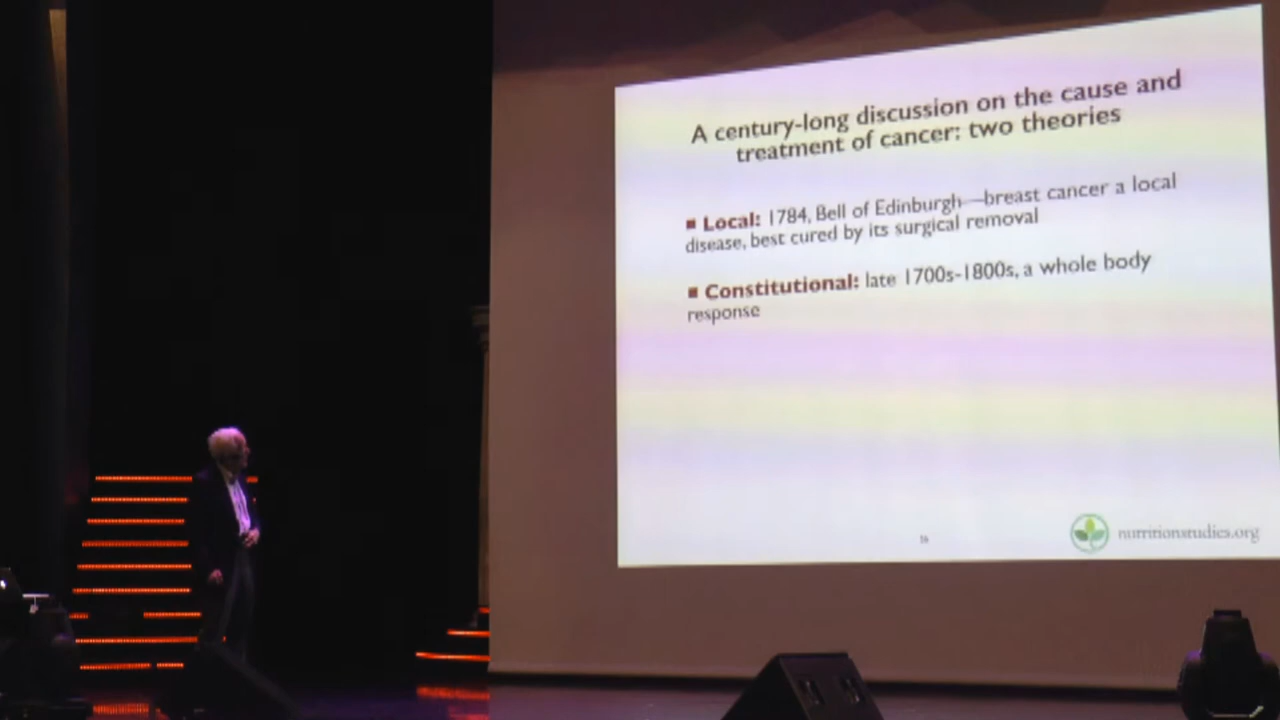 A century-long discussion on the cause and
treatment of cancer: two theories
■ Local: 1784, Bell of Edinburgh—breast cancer a local
disease, best cured by its surgical removal
■ Constitutional: late 1700s-1800s, a whole body
response
nutritionstudies.org